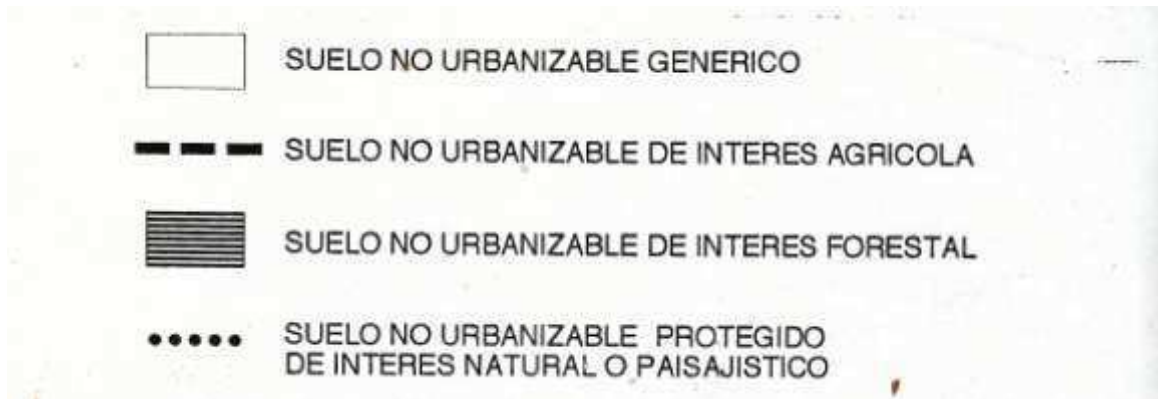 SUELO NO URBANIZABLE GENERICO
SUELO NO URBANIZABLE DE INTERES AGRICOLA
SUELO NO URBANIZABLE DE INTERES FORESTAL
SUELO NO URBANIZABLE PROTEGIDO
DE INTERES NATURAL O PAISAJISTICO